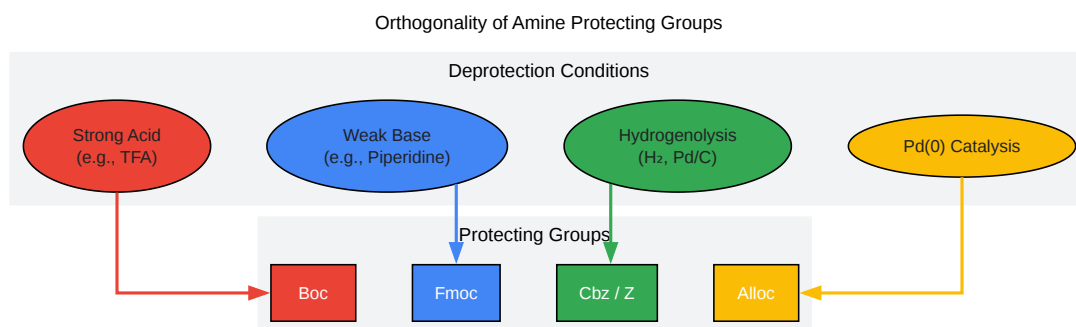 Orthogonality of Amine Protecting Groups
Deprotection Conditions
Strong Acid
(e.g., TFA)
Weak Base
(e.g., Piperidine)
Hydrogenolysis
(H₂, Pd/C)
Pd(0) Catalysis
Protecting Groups
Boc
Fmoc
Cbz / Z
Alloc